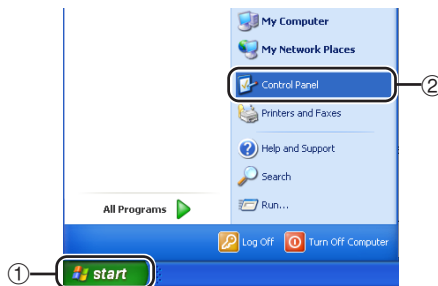 My Computer
My Network Places
Control Panel
②
Printers and Faxes
Help and Support
Search
All Programs
Run...
Log Off
Turn Off Computer
①
start